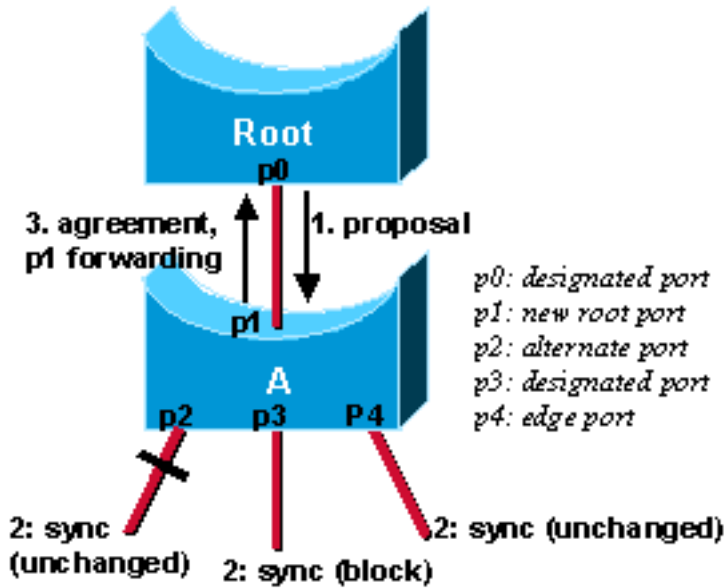 Root
p0
3. agreement,
p1 forwarding
1. proposal
p1
A
p2
p3
P4
p0: designated port
p1: new root port
p2: alternate port
p3: designated port
p4: edge port
2: sync
(unchanged)
2: sync (block)
2: sync (unchanged)